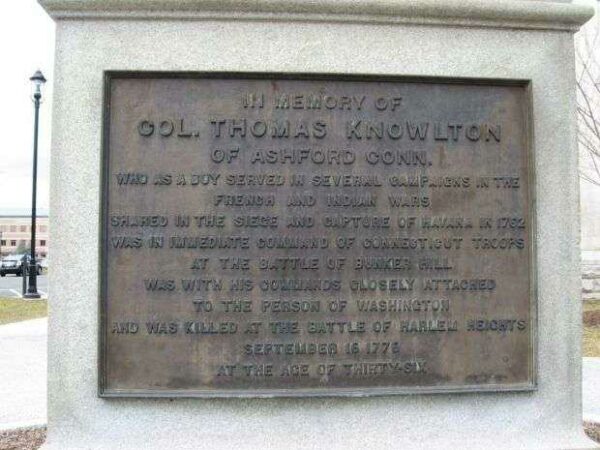 IN MEMORY OF
COL. THOMAS KNOWLTON
OF ASHFORD CONN.
WHO AS A BOY SERVED IN SEVERAL CAMPAIGNS IN THE
FRENCH AND INDIAN WARS
SHARED IN THE SIEGE AND CAPTURE OF HAVANA IN 1762
WAS IN IMMEDIATE COMMAND OF CONNECTICUT TROOPS
AT THE BATTLE OF BUNKER HILL
WAS WITH HIS COMMANDS CLOSELY ATTACHED
TO THE PERSON OF WASHINGTON
AND WAS KILLED AT THE BATTLE OF HARLEM HEIGHTS
SEPTEMBER 16 1776
AT THE AGE OF THIRTY-SIX